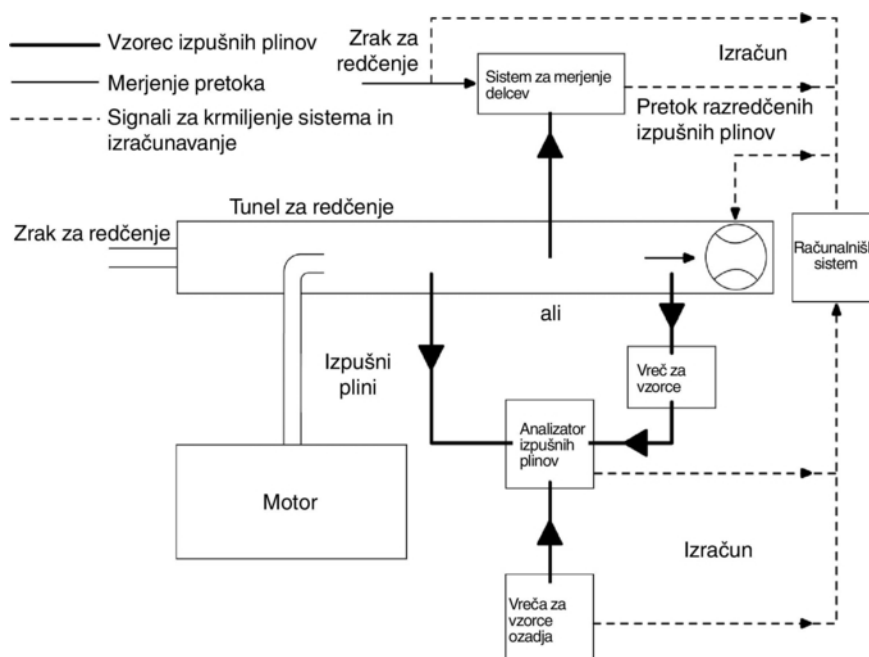 Vzorec izpušnih plinov
Merjenje pretoka
Signali za krmiljenje sistema in
izračunavanje
Zrak za
redčenje
Sistem za merjenje
delcev
Izračun
Pretok razredčenih
izpušnih plinov
Tunel za redčenje
Zrak za redčenje
Računalniški
sistem
ali
Izpušni
plini
Vreč za
vzorce
Analizator
izpušnih
plinov
Motor
Izračun
Vreča za
vzorce
ozadja